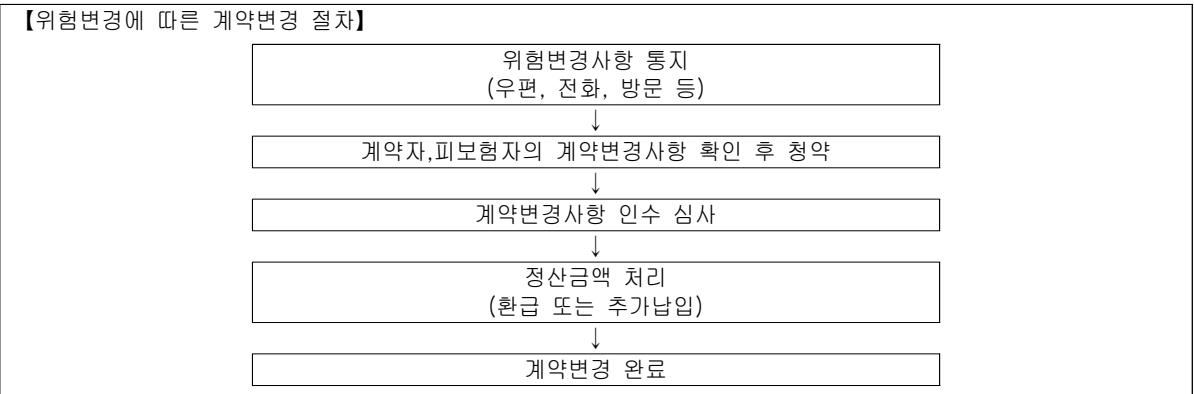 【위험변경에 따른 계약변경 절차】
위험변경사항 통지
(우편, 전화, 방문 등)
↓
계약자,피보험자의 계약변경사항 확인 후 청약
↓
계약변경사항 인수 심사
↓
정산금액 처리
(환급 또는 추가납입)
↓
계약변경 완료